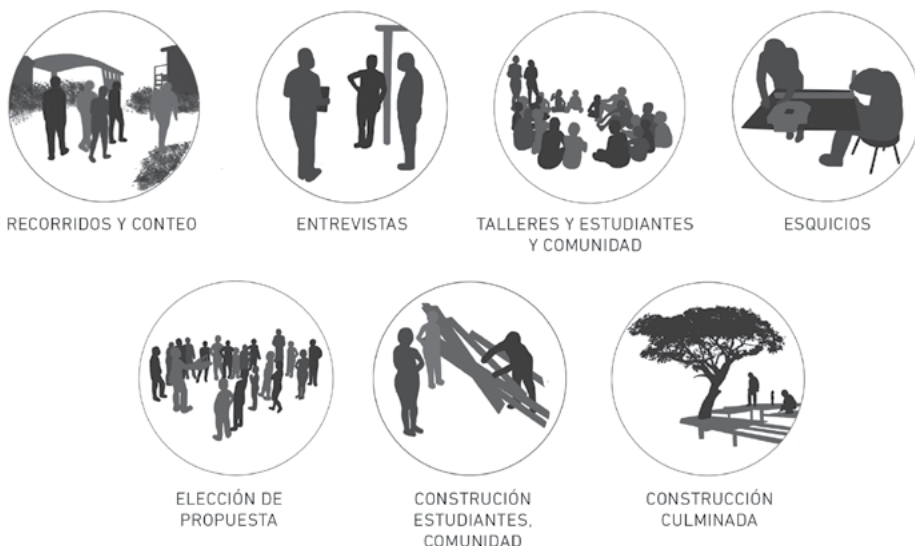 RECORRIDOS Y CONTEO
ENTREVISTAS
TALLERES Y ESTUDIANTES
Y COMUNIDAD
ESQUICIOS
ELECCIÓN DE
PROPUESTA
CONSTRUCIÓN
ESTUDIANTES,
COMUNIDAD
CONSTRUCCIÓN
CULMINADA